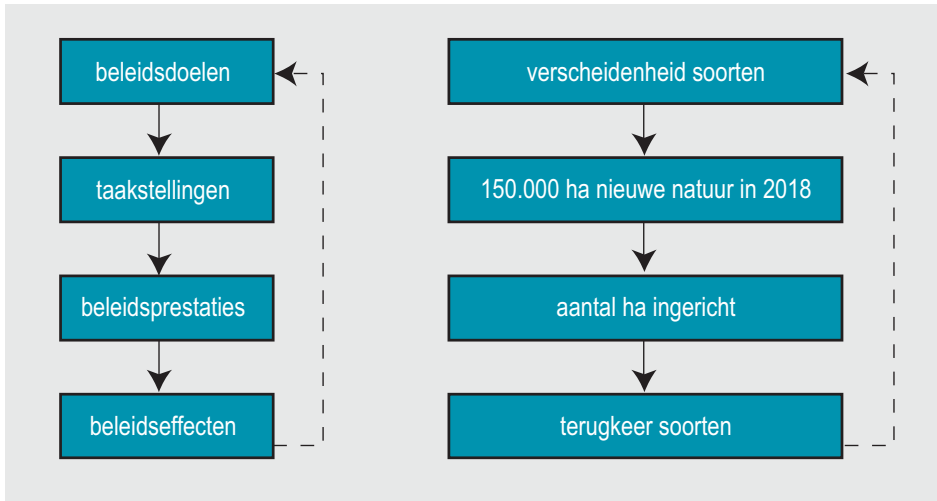 beleidsdoelen
taakstellingen
beleidsprestaties
beleidseffecten
verscheidenheid soorten
150.000 ha nieuwe natuur in 2018
aantal ha ingericht
terugkeer soorten